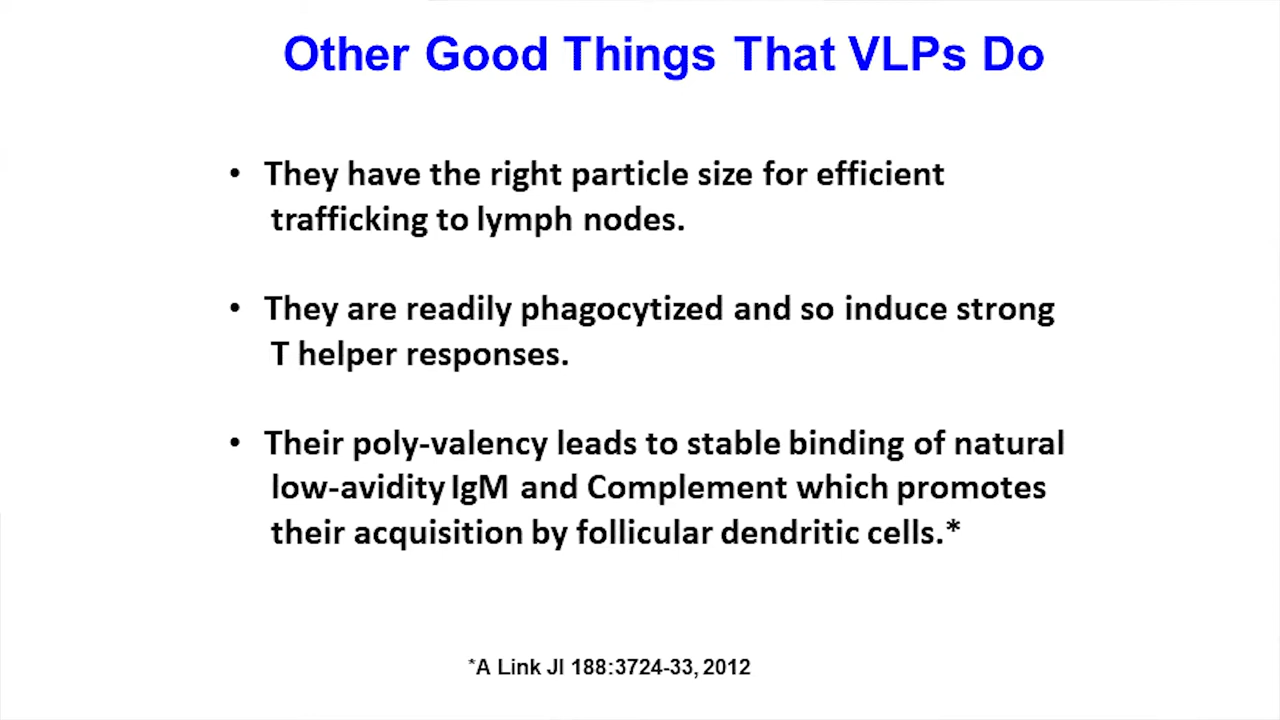 Other Good Things That VLPs Do
• They have the right particle size for efficient
trafficking to lymph nodes.
• They are readily phagocytized and so induce strong
T helper responses.
• Their poly-valency leads to stable binding of natural
low-avidity IgM and Complement which promotes
their acquisition by follicular dendritic cells.*
*A Link JI 188:3724-33, 2012